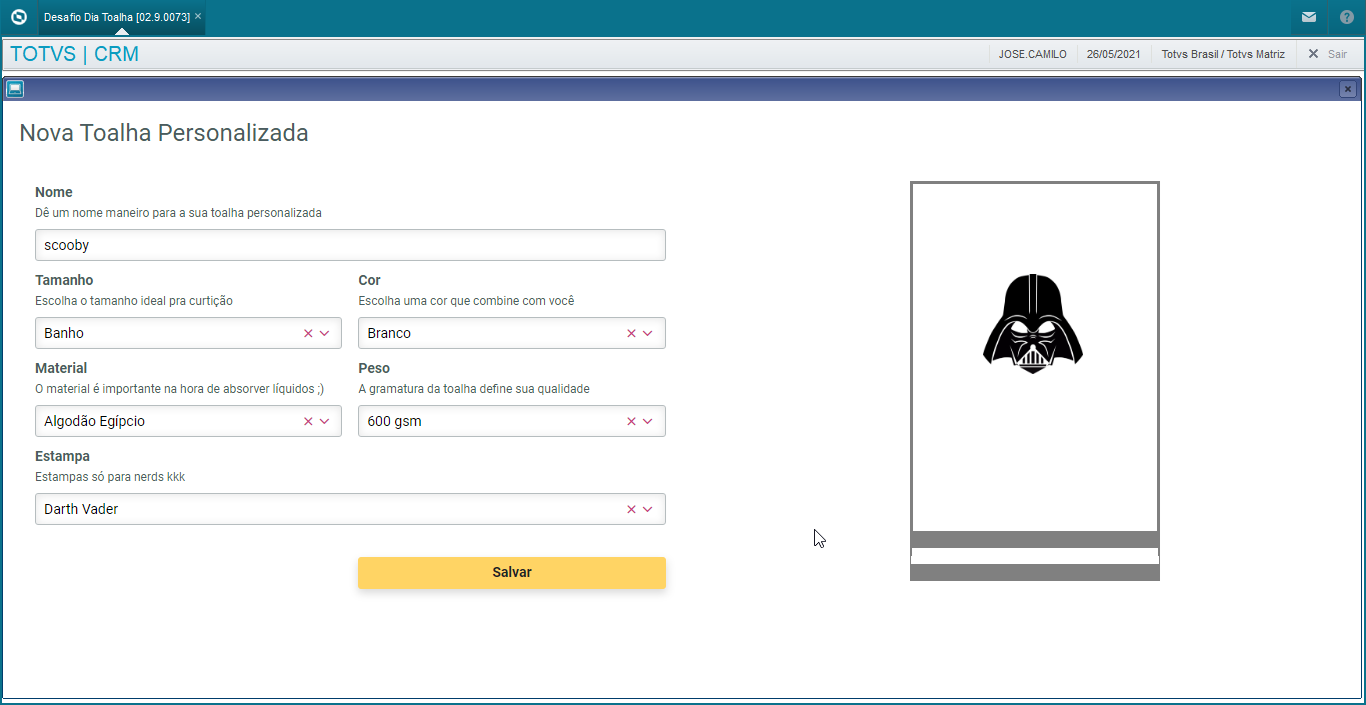 Desafio Dia Toalha [02.9.0073] ×
?
TOTVS | CRM
JOSE.CAMILO 26/05/2021 Totvs Brasil / Totvs Matriz Sair
Nova Toalha Personalizada
Nome
Dê um nome maneiro para a sua toalha personalizada
scooby
Tamanho Cor
Escolha o tamanho ideal pra curtição Escolha uma cor que combine com você
Banho Branco
Material Peso
O material é importante na hora de absorver líquidos ;) A gramatura da toalha define sua qualidade
Algodão Egípcio 600 gsm
Estampa
Estampas só para nerds kkk
Darth Vader
Salvar